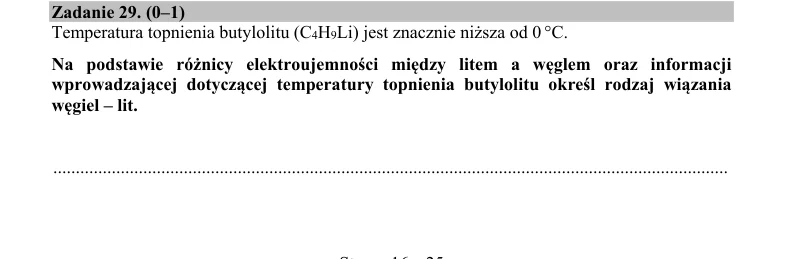 Zadanie 29. (0–1)
Temperatura topnienia butylolitu (C₄H₉Li) jest znacznie niższa od 0 °C.
Na podstawie różnicy elektroujemności między litem a węglem oraz informacji
wprowadzającej dotyczącej temperatury topnienia butylolitu określ rodzaj wiązania
węgiel – lit.